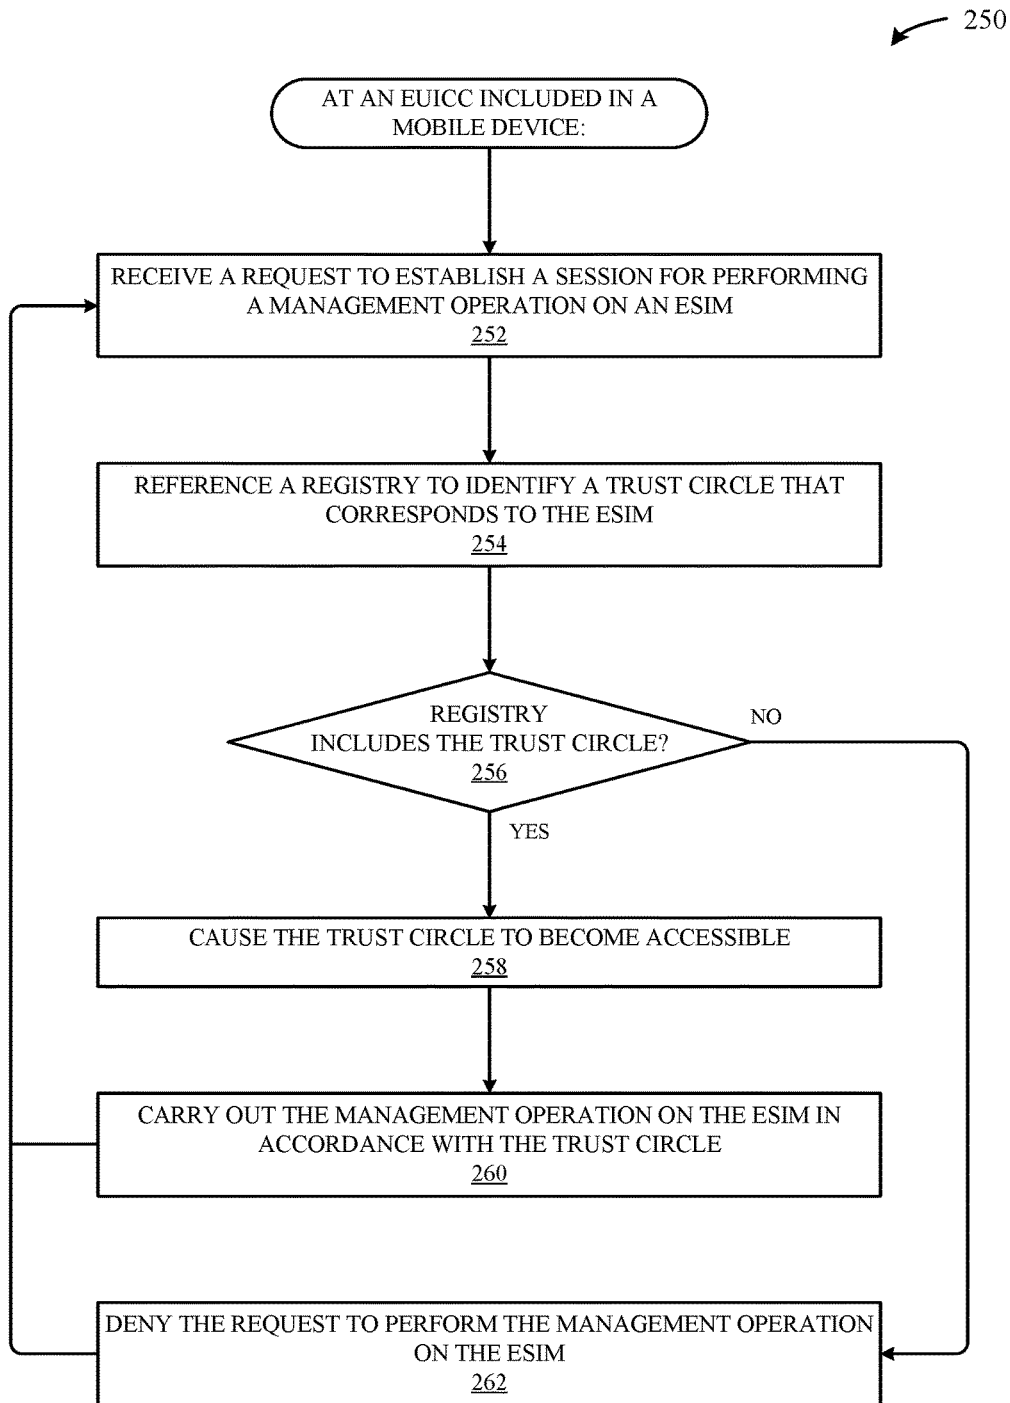 250
AT AN EUICC INCLUDED IN A
MOBILE DEVICE:
RECEIVE A REQUEST TO ESTABLISH A SESSION FOR PERFORMING
A MANAGEMENT OPERATION ON AN ESIM
252
REFERENCE A REGISTRY TO IDENTIFY A TRUST CIRCLE THAT
CORRESPONDS TO THE ESIM
254
REGISTRY
INCLUDES THE TRUST CIRCLE?
256
NO
YES
CAUSE THE TRUST CIRCLE TO BECOME ACCESSIBLE
258
CARRY OUT THE MANAGEMENT OPERATION ON THE ESIM IN
ACCORDANCE WITH THE TRUST CIRCLE
260
DENY THE REQUEST TO PERFORM THE MANAGEMENT OPERATION
ON THE ESIM
262